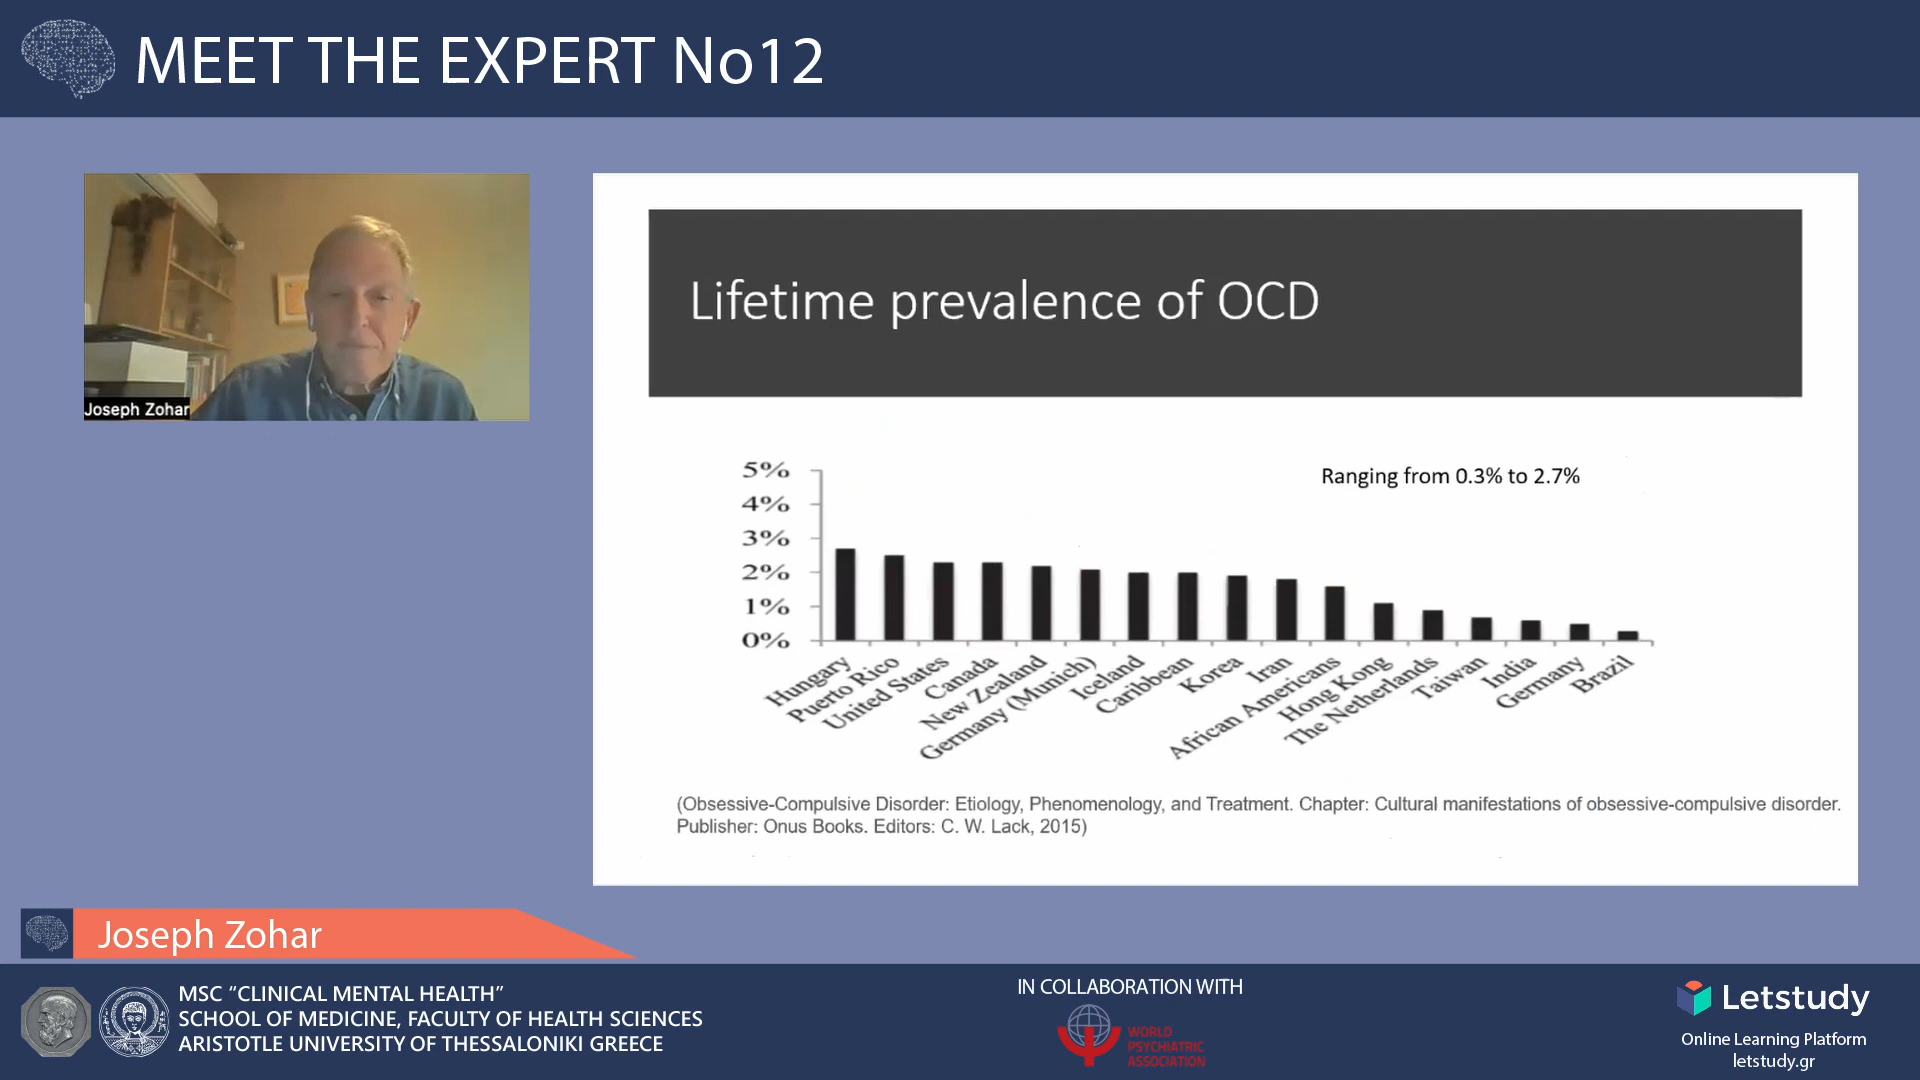 MEET THE EXPERT No12
Joseph Zohar
Lifetime prevalence of OCD
Ranging from 0.3% to 2.7%
5%
4%
3%
2%
1%
0%
Hungary
Puerto Rico
United States
Canada
New Zealand
Germany (Munich)
Iceland
Caribbean
Korea
Iran
African Americans
Hong Kong
The Netherlands
Taiwan
India
Germany
Brazil
(Obsessive-Compulsive Disorder: Etiology, Phenomenology, and Treatment. Chapter: Cultural manifestations of obsessive-compulsive disorder.
Publisher: Onus Books. Editors: C. W. Lack, 2015)
Joseph Zohar
MSC “CLINICAL MENTAL HEALTH”
SCHOOL OF MEDICINE, FACULTY OF HEALTH SCIENCES
ARISTOTLE UNIVERSITY OF THESSALONIKI GREECE
IN COLLABORATION WITH
WORLD
PSYCHIATRIC
ASSOCIATION
Letstudy
Online Learning Platform
letstudy.gr